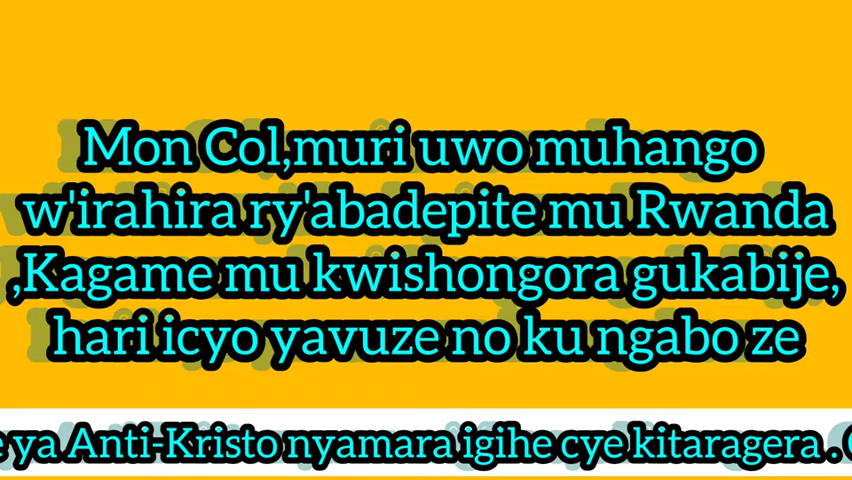 Mon Col,muri uwo muhango
w'irahira ry'abadepite mu Rwanda
,Kagame mu kwishongora gukabije,
hari icyo yavuze no ku ngabo ze
ya Anti-Kristo nyamara igihe cye kitaragera .